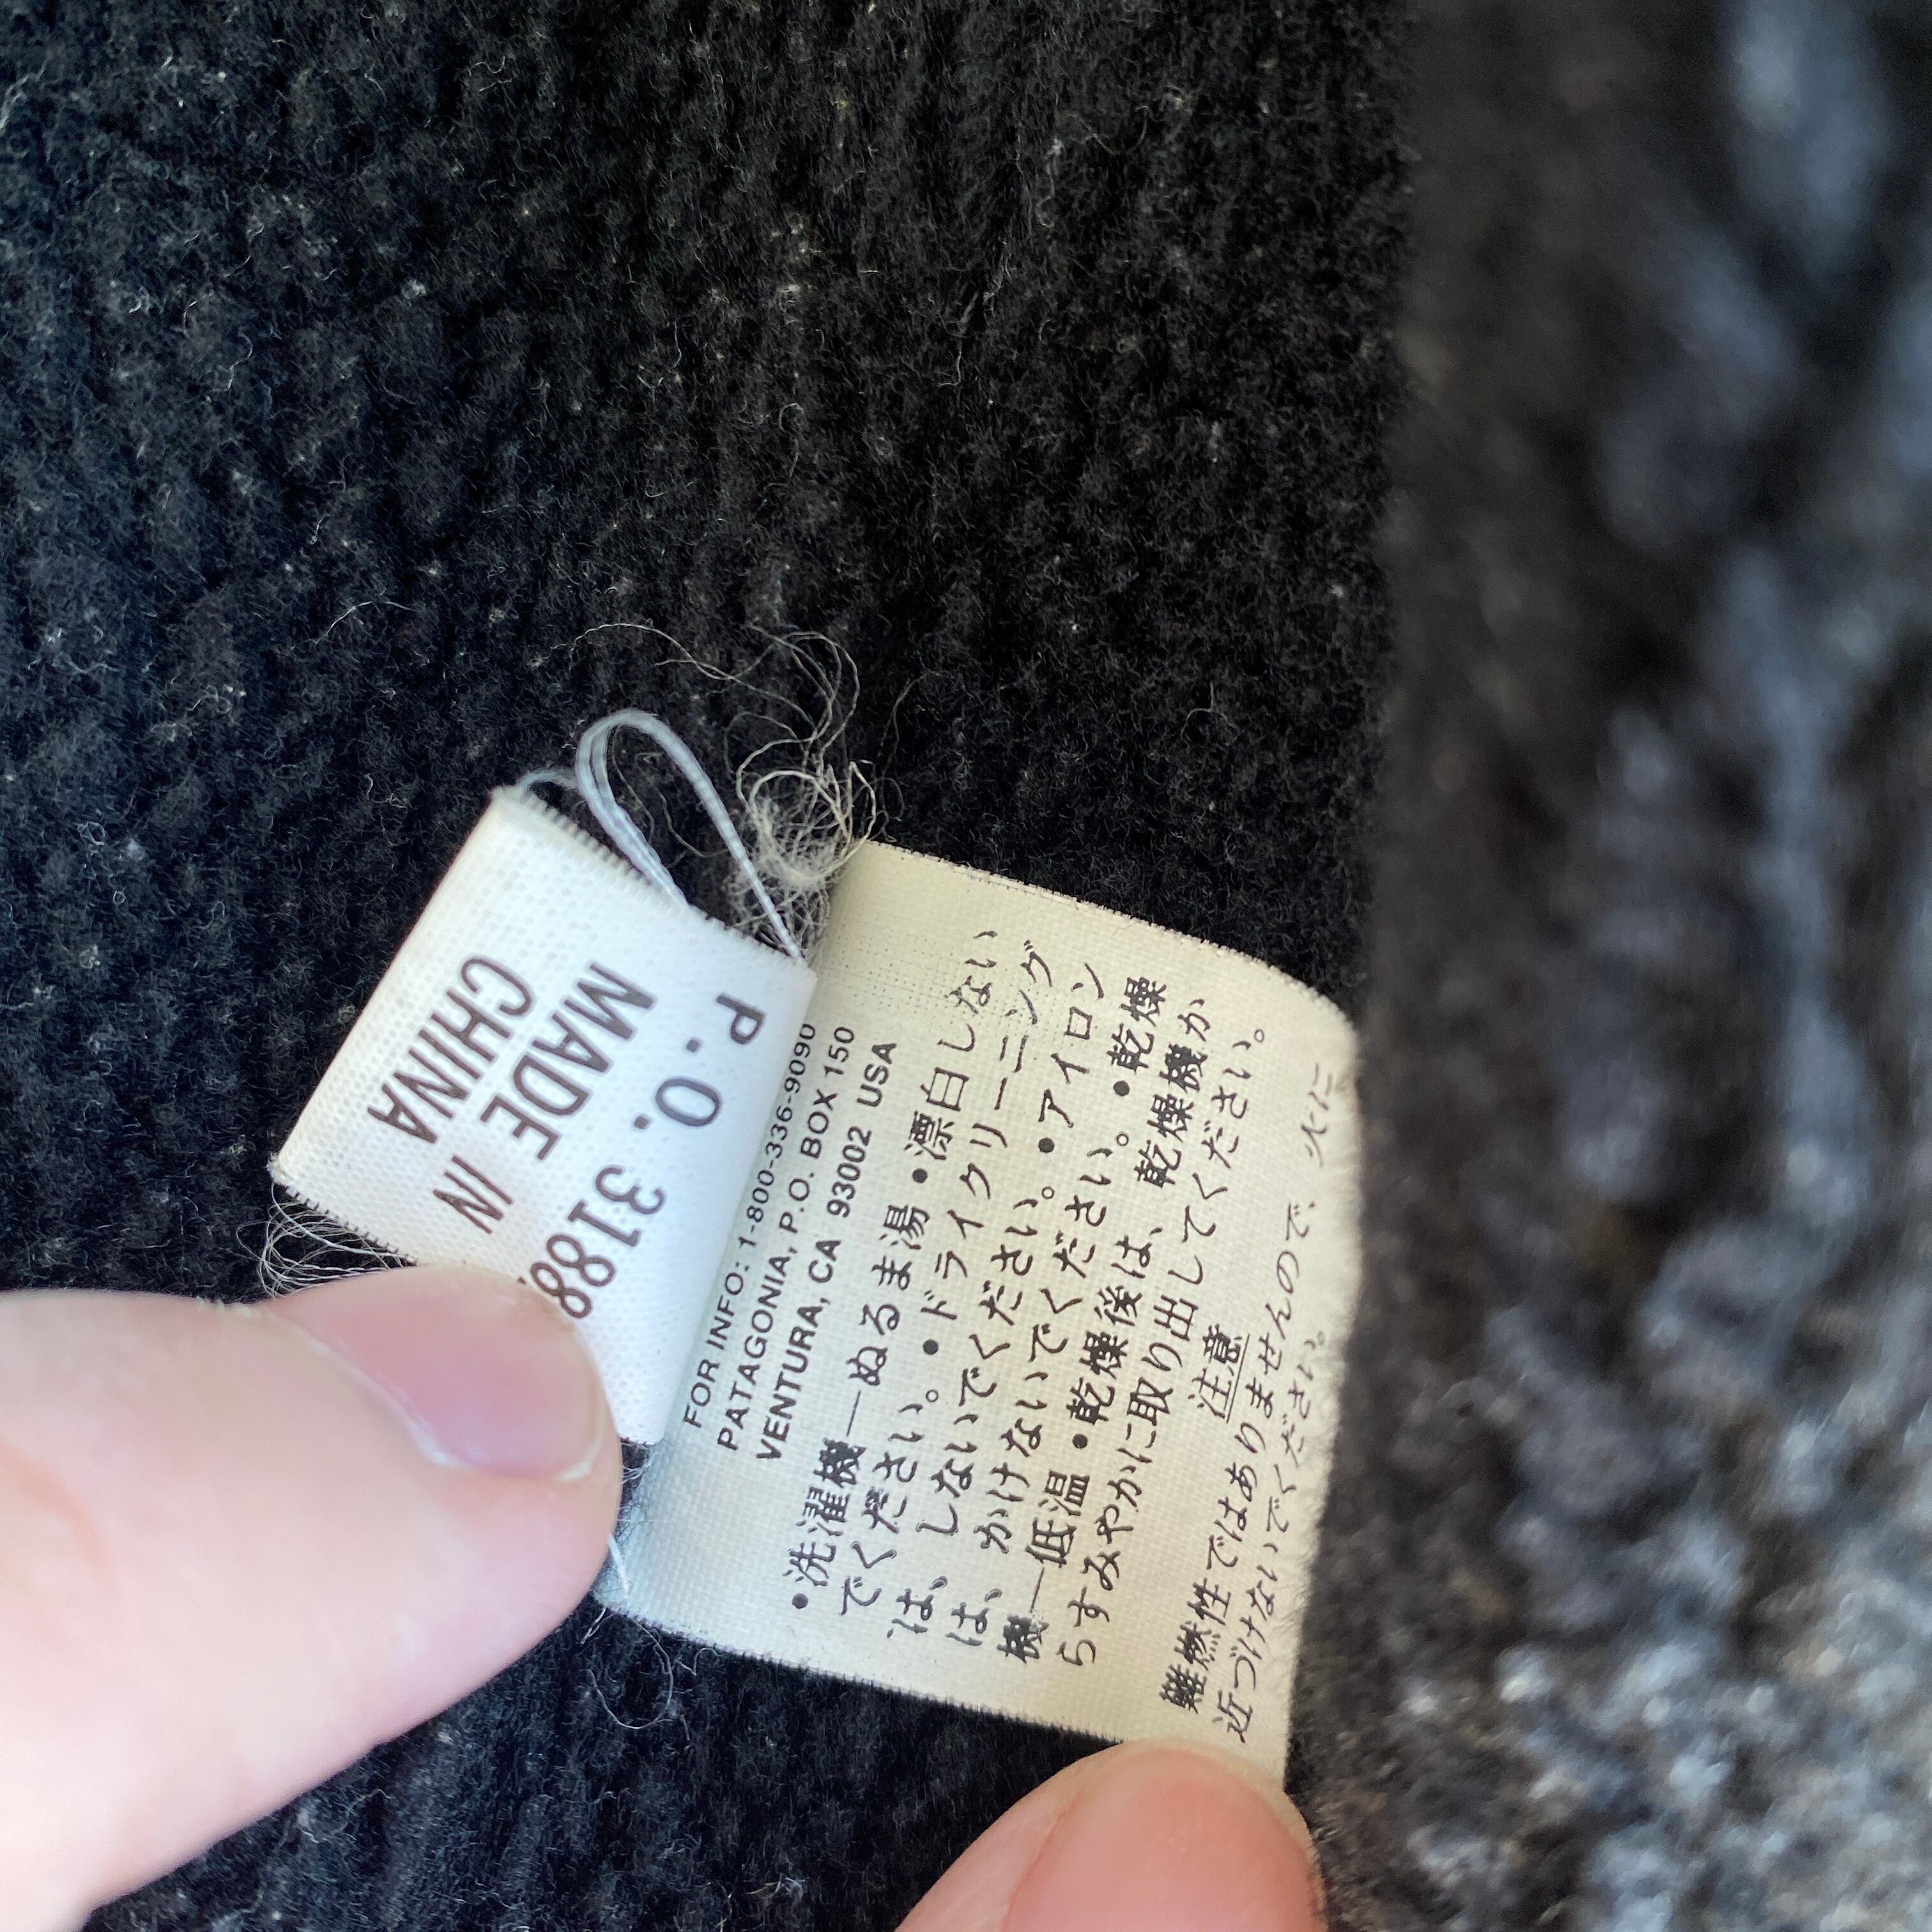 P.O. 3188
MADE IN
CHINA
FOR INFO: 1-800-336-9090
PATAGONIA, P.O. BOX 150
VENTURA, CA 93002 USA
•洗濯機—ぬるま湯 •漂白しない
でください。•ドライクリーニング
は、しないでください。•アイロン
は、かけないでください。•乾燥
機—低温 •乾燥後は、乾燥機か
らすみやかに取り出してください。
注意
難燃性ではありませんので、火に
近づけないでください。